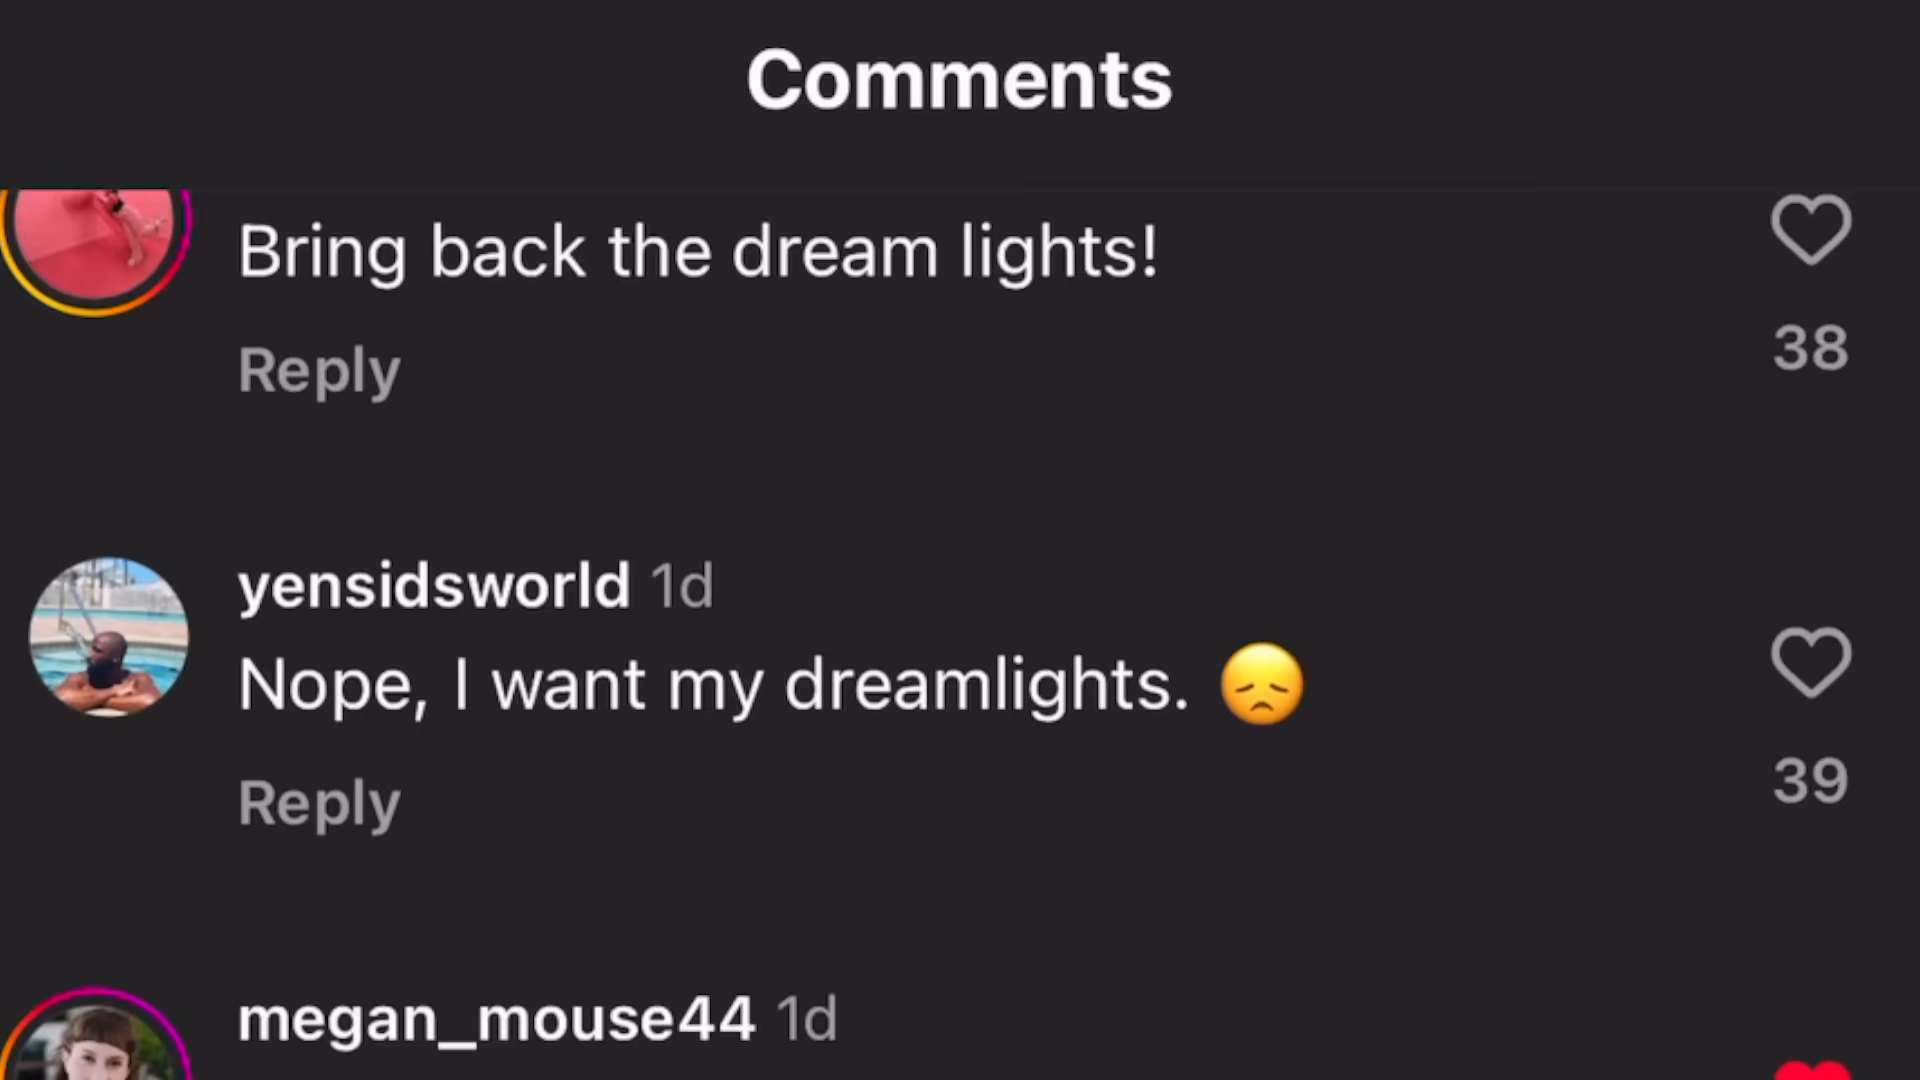 Comments
Bring back the dream lights!
38
Reply
yensidsworld 1d
Nope, I want my dreamlights. 😞
39
Reply
megan_mouse44 1d